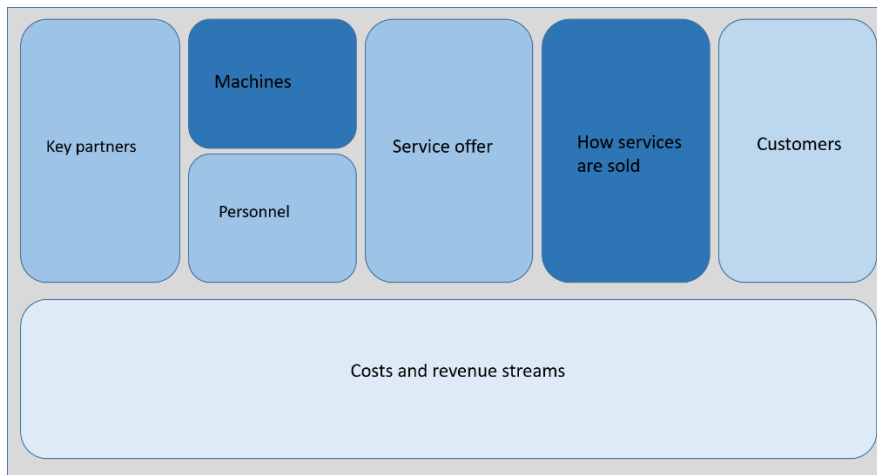 Key partners
Machines
Personnel
Service offer
How services
are sold
Customers
Costs and revenue streams